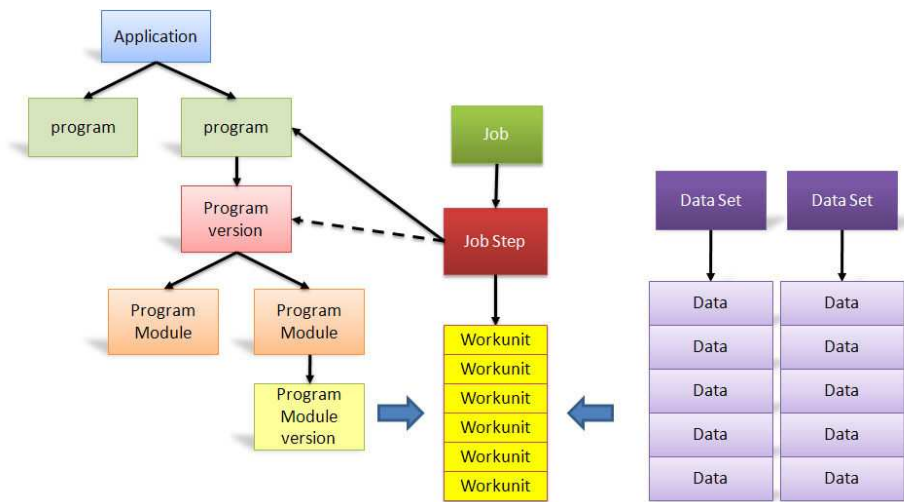 Application
program
program
Program
version
Program
Module
Program
Module
Program
Module
version
Job
Job Step
Workunit
Workunit
Workunit
Workunit
Workunit
Workunit
Data Set
Data Set
Data
Data
Data
Data
Data
Data
Data
Data
Data
Data